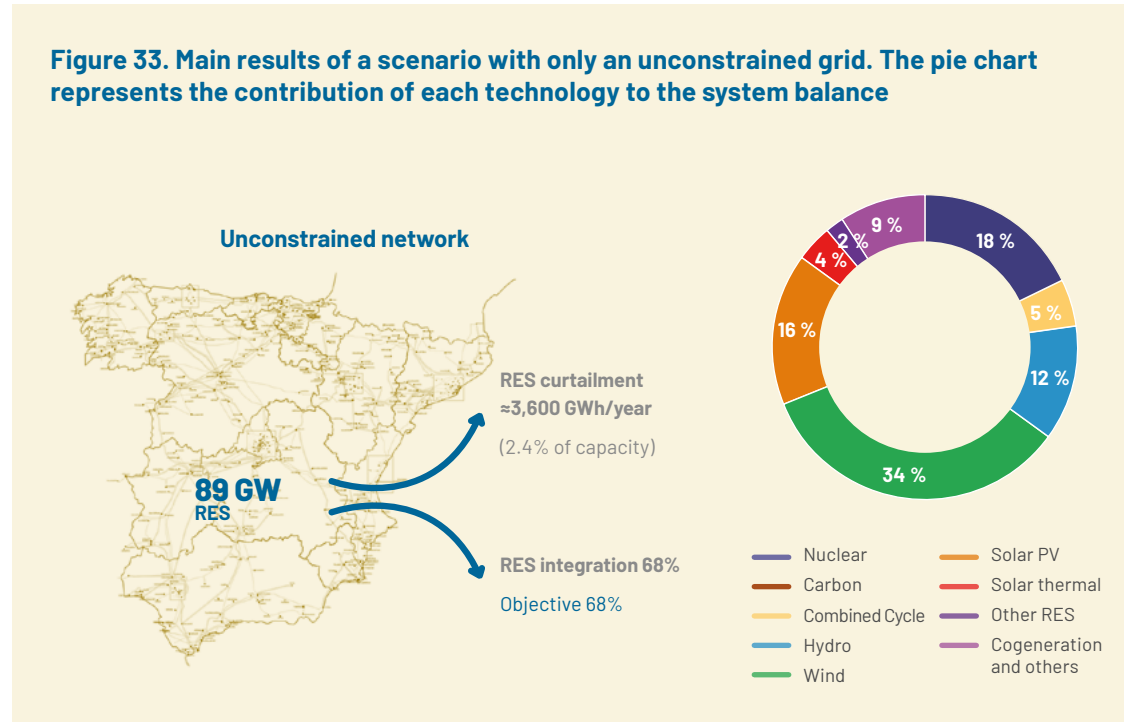 Figure 33. Main results of a scenario with only an unconstrained grid. The pie chart
represents the contribution of each technology to the system balance
Unconstrained network
89 GW
RES
RES curtailment
≈3,600 GWh/year
(2.4% of capacity)
RES integration 68%
Objective 68%
18 %
5 %
12 %
34 %
16 %
4 %
2 %
9 %
Nuclear
Carbon
Combined Cycle
Hydro
Wind
Solar PV
Solar thermal
Other RES
Cogeneration
and others